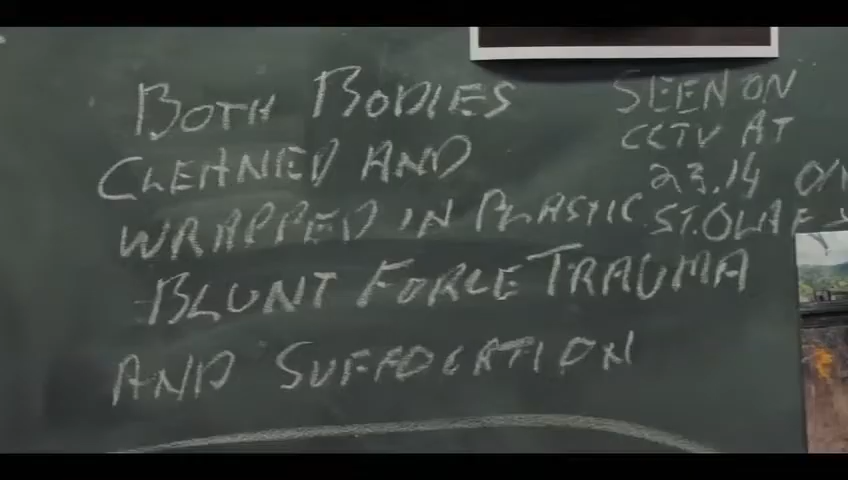 BOTH BODIES
CLEANED AND
WRAPPED IN PLASTIC
BLUNT FORCE TRAUMA
AND SUFFOCATION
SEEN ON
CCTV AT
23.14 ON
ST.OLAF'S